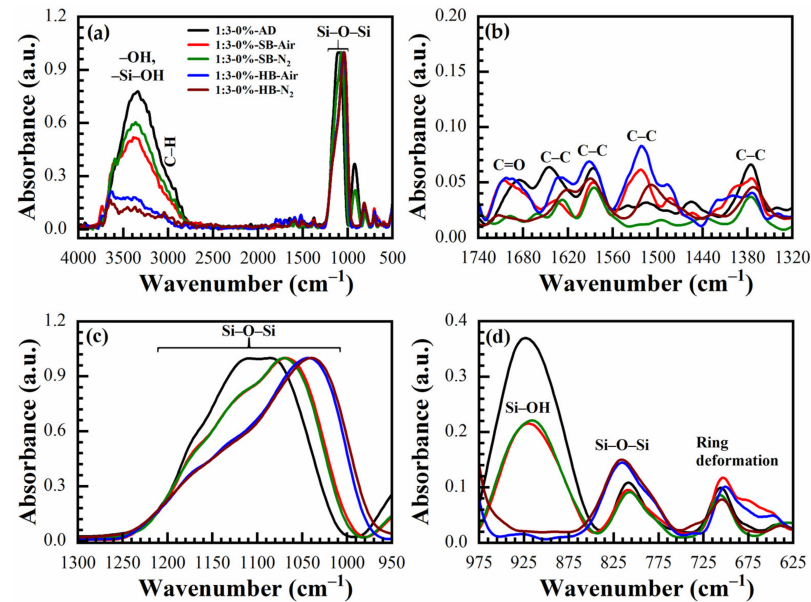 (a)
1:3-0%-AD
1:3-0%-SB-Air
1:3-0%-SB-N2
1:3-0%-HB-Air
1:3-0%-HB-N2
Si–O–Si
–OH,
–Si–OH
C–H
Absorbance (a.u.)
1.2
0.9
0.6
0.3
0.0
4000 3500 3000 2500 2000 1500 1000 500
Wavenumber (cm−1)
(b)
C=O
C–C
C–C
C–C
C–C
Absorbance (a.u.)
0.20
0.15
0.10
0.05
0.00
1740 1680 1620 1560 1500 1440 1380 1320
Wavenumber (cm−1)
(c)
Si–O–Si
Absorbance (a.u.)
1.2
0.9
0.6
0.3
0.0
1300 1250 1200 1150 1100 1050 1000 950
Wavenumber (cm−1)
(d)
Si–OH
Si–O–Si
Ring
deformation
Absorbance (a.u.)
0.4
0.3
0.2
0.1
0.0
975 925 875 825 775 725 675 625
Wavenumber (cm−1)